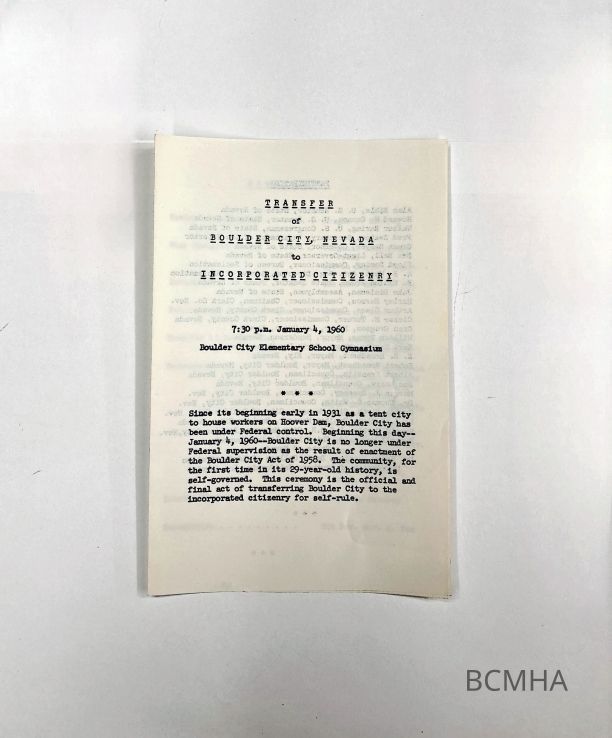 TRANSFER
of
BOULDER CITY, NEVADA
to
INCORPORATED CITIZENRY
7:30 p.m. January 4, 1960
Boulder City Elementary School Gymnasium
* * *
Since its beginning early in 1931 as a tent city
to house workers on Hoover Dam, Boulder City has
been under Federal control. Beginning this day--
January 4, 1960--Boulder City is no longer under
Federal supervision as the result of enactment of
the Boulder City Act of 1958. The community, for
the first time in its 29-year-old history, is
self-governed. This ceremony is the official and
final act of transferring Boulder City to the
incorporated citizenry for self-rule.
BCMHA